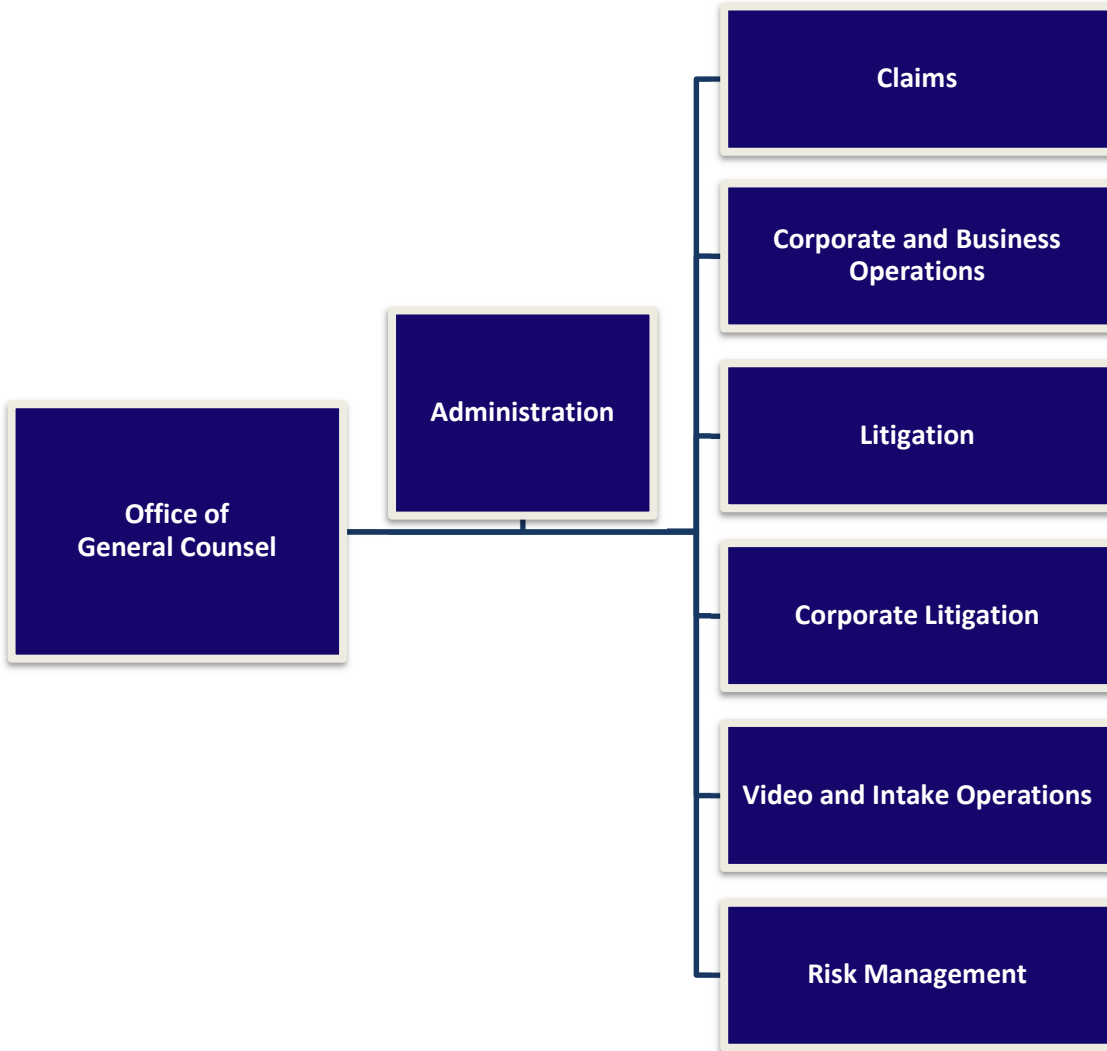 Claims
Corporate and Business
Operations
Administration
Litigation
Office of
General Counsel
Corporate Litigation
Video and Intake Operations
Risk Management